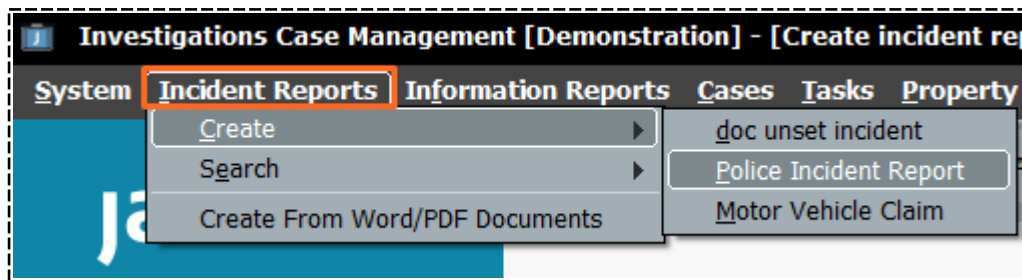 Investigations Case Management [Demonstration] - [Create incident re
System Incident Reports Information Reports Cases Tasks Property
Create doc unset incident
Search Police Incident Report
Create From Word/PDF Documents Motor Vehicle Claim